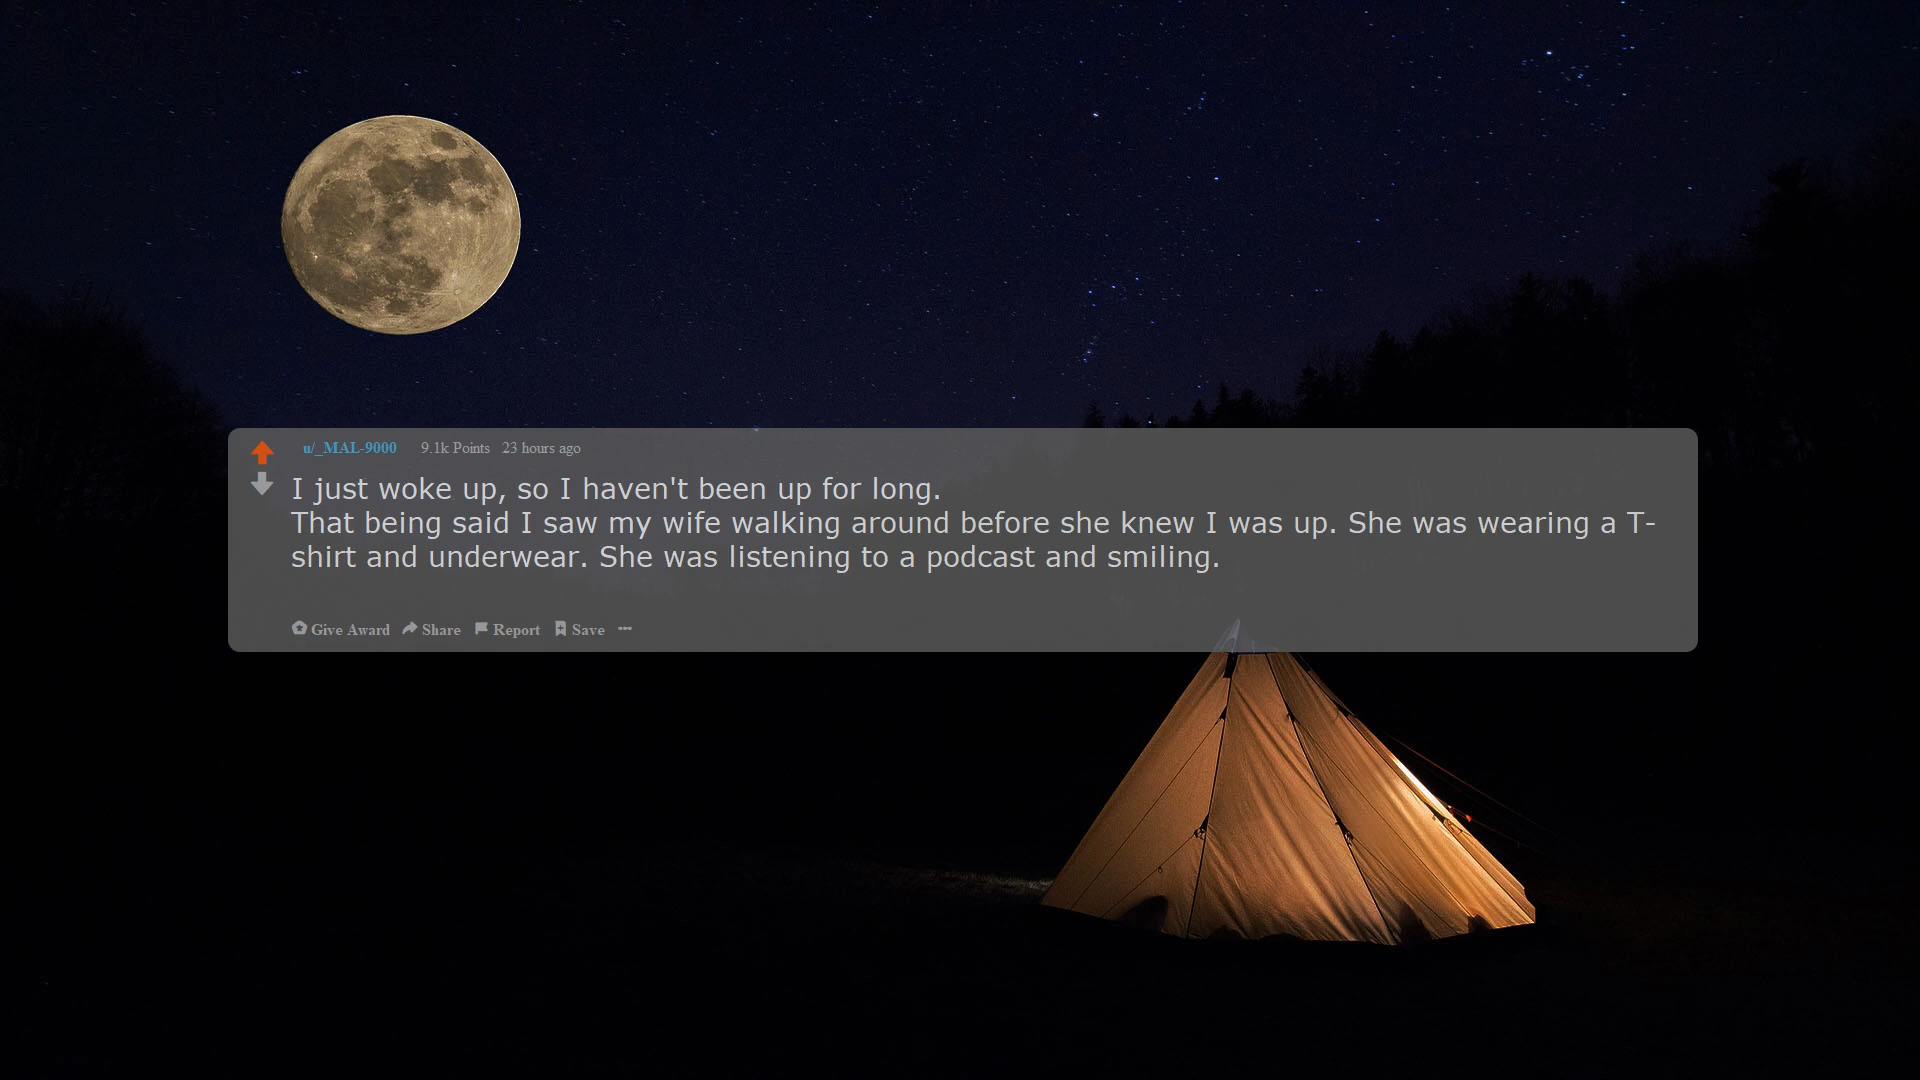 u/_MAL-9000 9.1k Points 23 hours ago
I just woke up, so I haven't been up for long.
That being said I saw my wife walking around before she knew I was up. She was wearing a T-
shirt and underwear. She was listening to a podcast and smiling.
Give Award Share Report Save